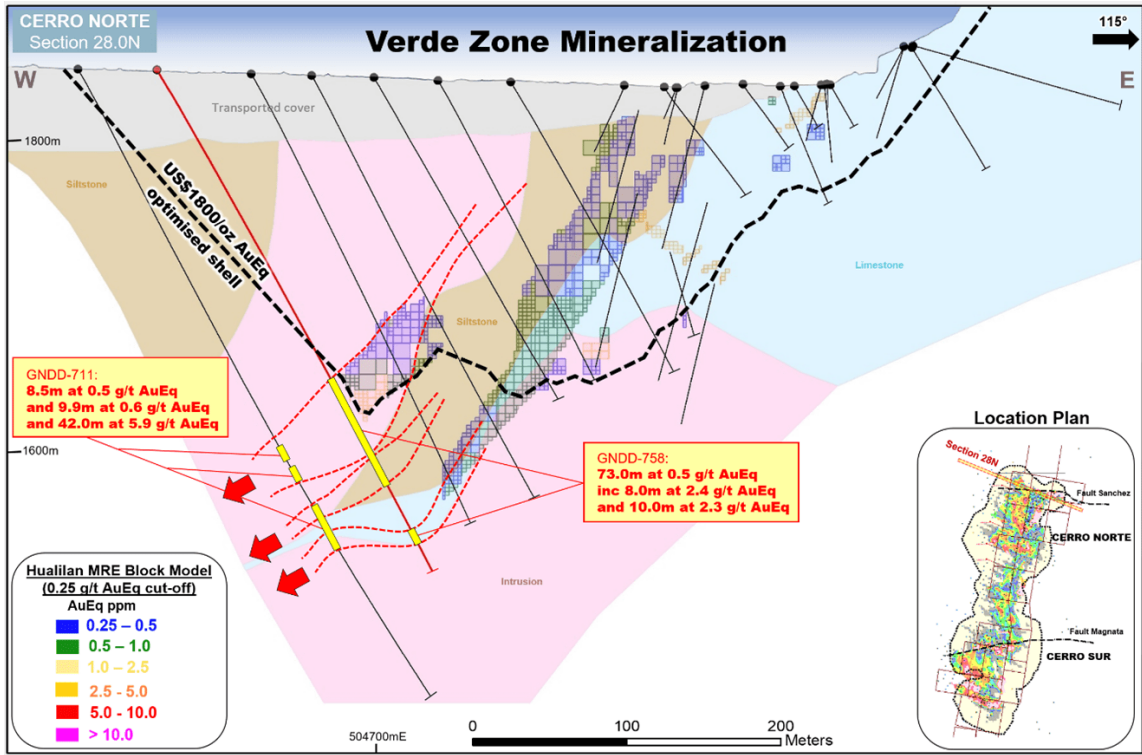 CERRO NORTE
Section 28.0N
Verde Zone Mineralization
115°
W
E
Transported cover
1800m
Siltstone
US$1800/oz AuEq
optimised shell
Limestone
Siltstone
GNDD-711:
8.5m at 0.5 g/t AuEq
and 9.9m at 0.6 g/t AuEq
and 42.0m at 5.9 g/t AuEq
1600m
GNDD-758:
73.0m at 0.5 g/t AuEq
inc 8.0m at 2.4 g/t AuEq
and 10.0m at 2.3 g/t AuEq
Intrusion
Location Plan
Section 28N
Fault Sanchez
CERRO NORTE
Fault Magnata
CERRO SUR
Hualilan MRE Block Model
(0.25 g/t AuEq cut-off)
AuEq ppm
0.25 – 0.5
0.5 – 1.0
1.0 – 2.5
2.5 - 5.0
5.0 - 10.0
> 10.0
504700mE
0 100 200
Meters